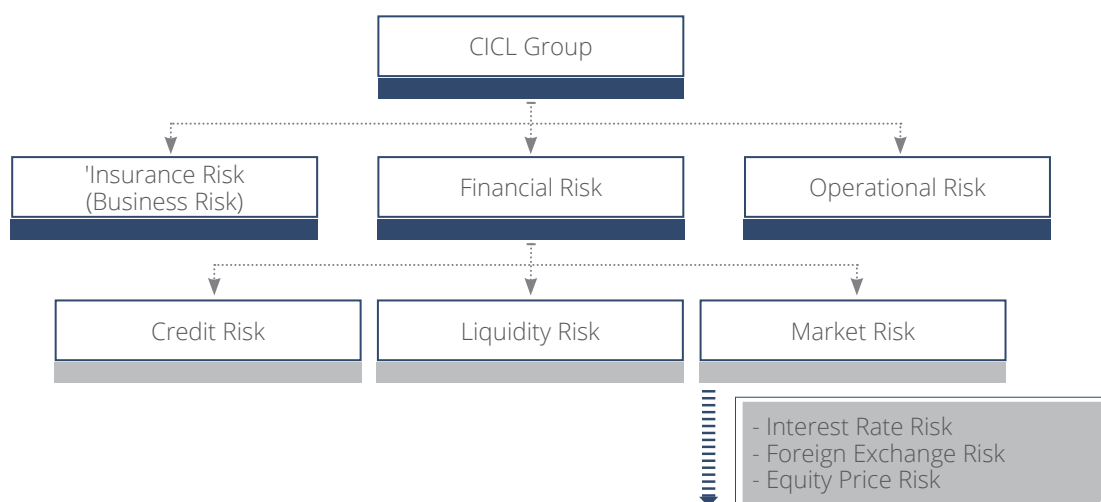 CICL Group
'Insurance Risk
(Business Risk)
Financial Risk
Operational Risk
Credit Risk
Liquidity Risk
Market Risk
- Interest Rate Risk
- Foreign Exchange Risk
- Equity Price Risk